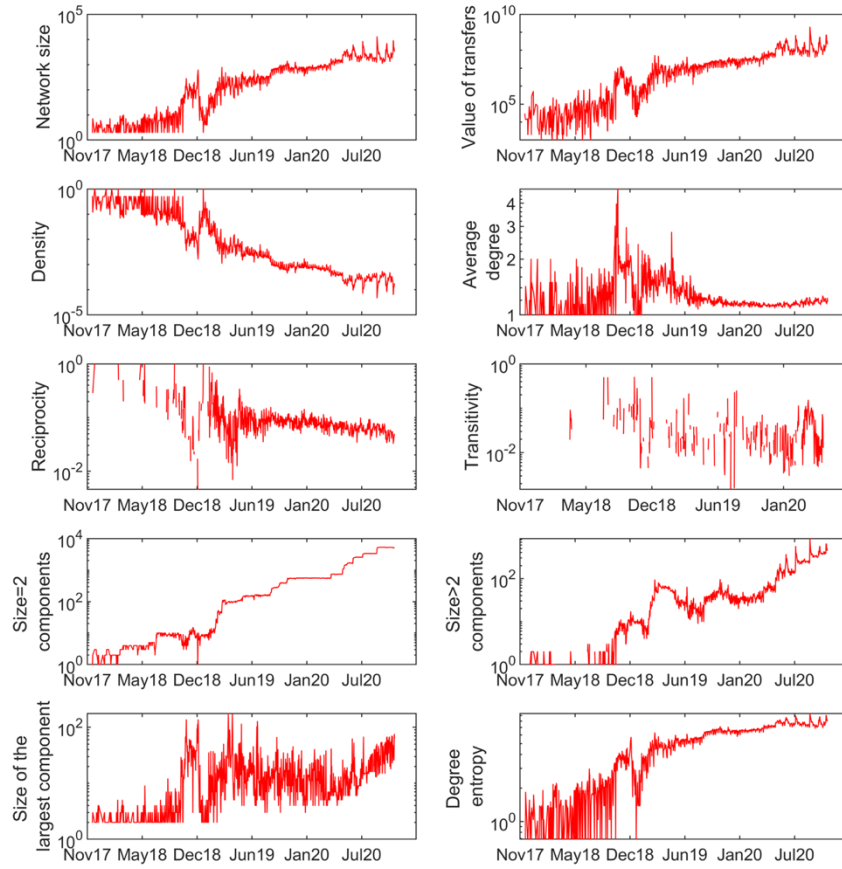 Network size
10^5
10^0
Nov17 May18 Dec18 Jun19 Jan20 Jul20
Value of transfers
10^10
10^5
Nov17 May18 Dec18 Jun19 Jan20 Jul20
Density
10^0
10^-5
Nov17 May18 Dec18 Jun19 Jan20 Jul20
Average
degree
4
3
2
1
Nov17 May18 Dec18 Jun19 Jan20 Jul20
Reciprocity
10^0
10^-2
Nov17 May18 Dec18 Jun19 Jan20 Jul20
Transitivity
10^0
10^-2
Nov17 May18 Dec18 Jun19 Jan20
Size=2
components
10^4
10^2
10^0
Nov17 May18 Dec18 Jun19 Jan20 Jul20
Size>2
components
10^2
10^0
Nov17 May18 Dec18 Jun19 Jan20 Jul20
Size of the
largest component
10^2
10^0
Nov17 May18 Dec18 Jun19 Jan20 Jul20
Degree
entropy
10^0
Nov17 May18 Dec18 Jun19 Jan20 Jul20